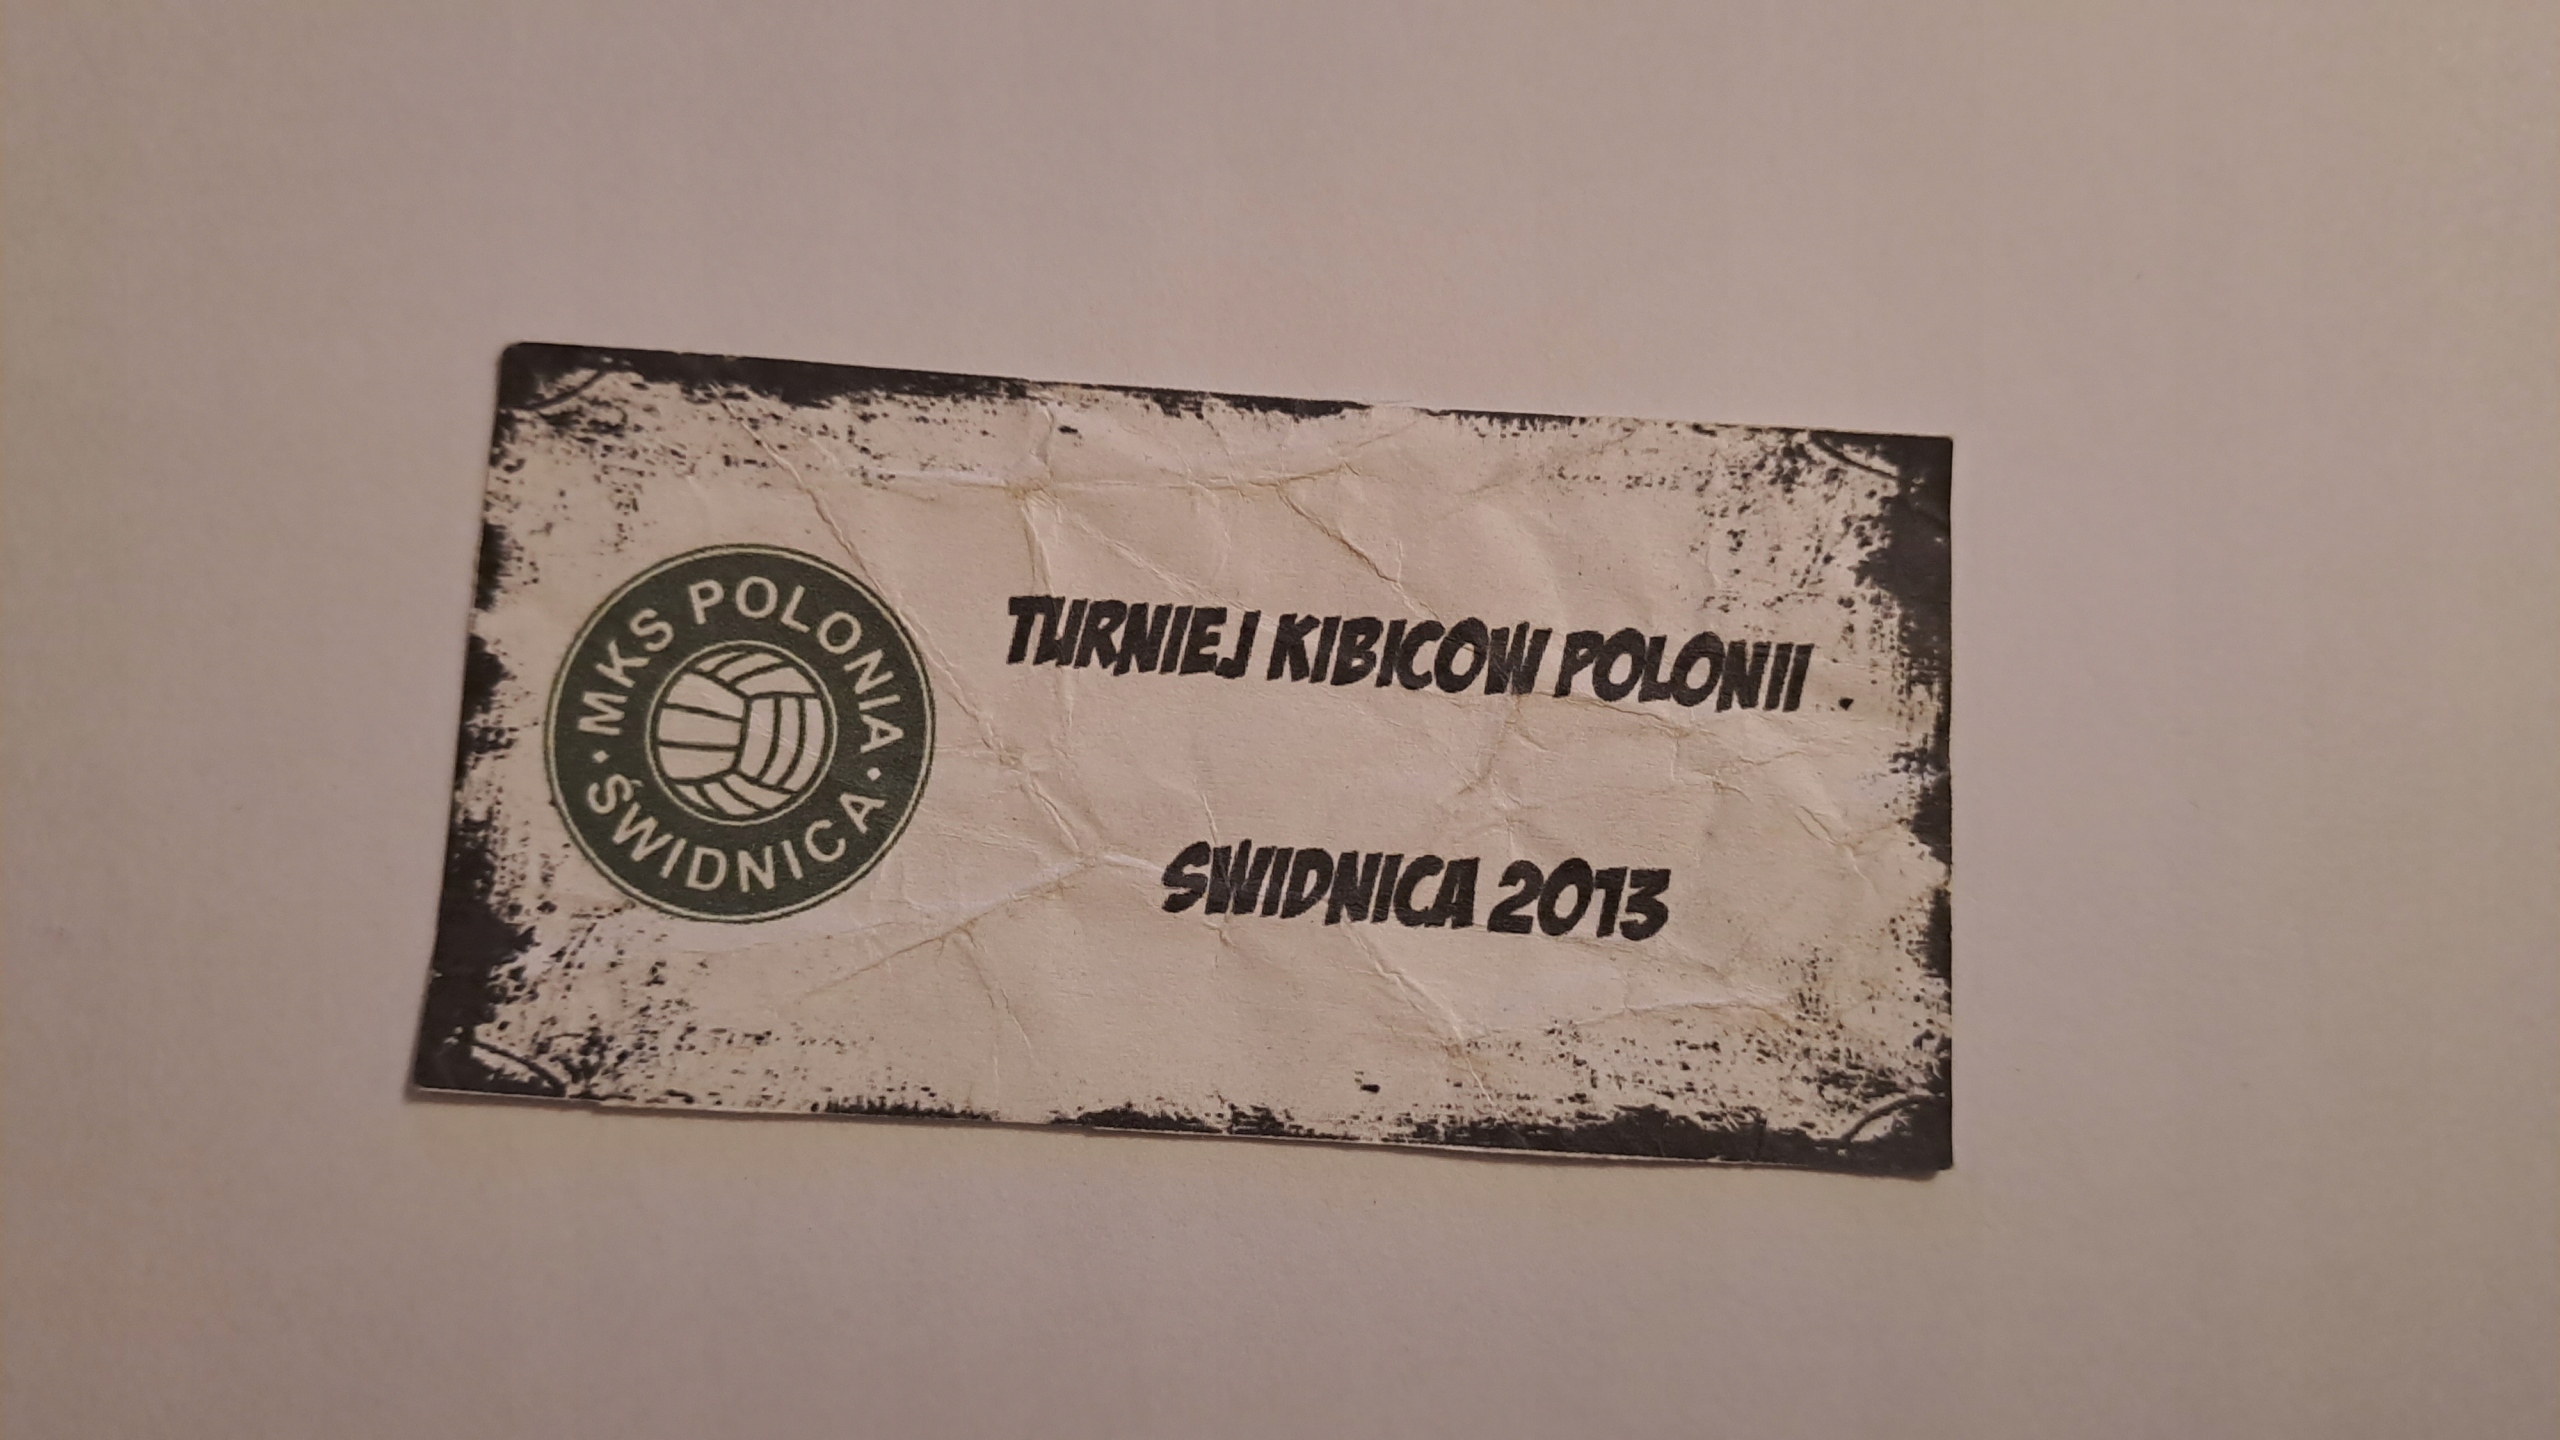 MKS POLONIA
· ŚWIDNICA ·
TURNIEJ KIBICOW POLONII
SWIDNICA 2013